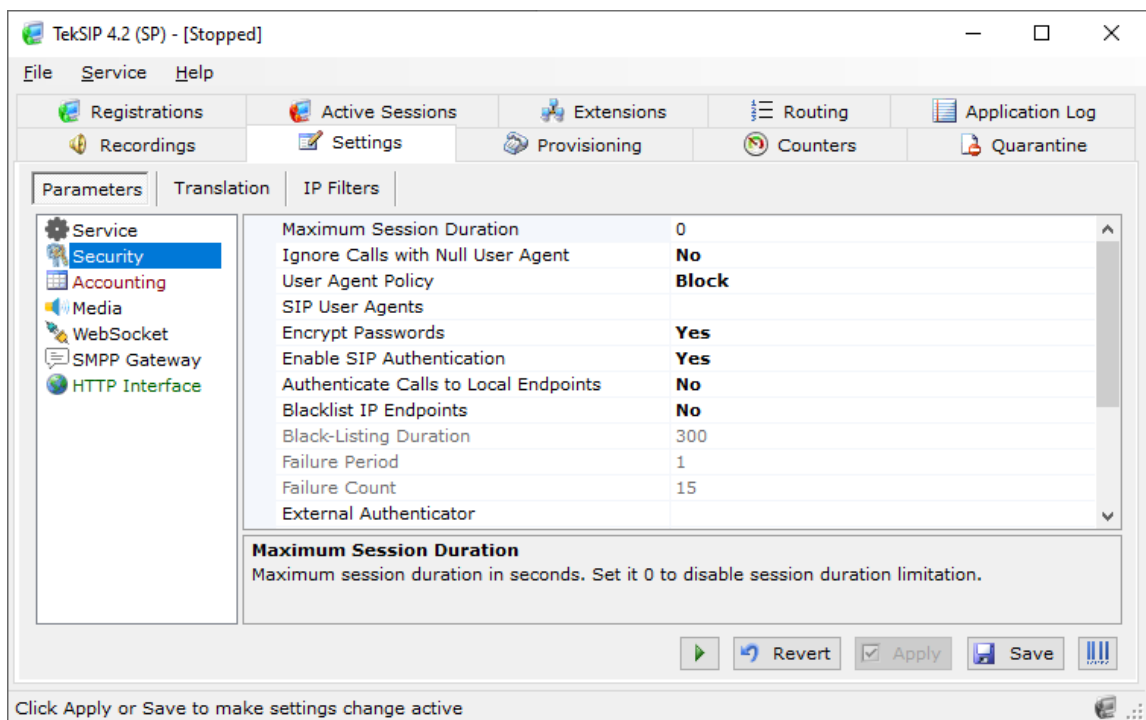 TekSIP 4.2 (SP) - [Stopped]
File Service Help
Registrations Active Sessions Extensions Routing Application Log
Recordings Settings Provisioning Counters Quarantine
Parameters Translation IP Filters
Service
Security
Accounting
Media
WebSocket
SMPP Gateway
HTTP Interface
Maximum Session Duration 0
Ignore Calls with Null User Agent No
User Agent Policy Block
SIP User Agents
Encrypt Passwords Yes
Enable SIP Authentication Yes
Authenticate Calls to Local Endpoints No
Blacklist IP Endpoints No
Black-Listing Duration 300
Failure Period 1
Failure Count 15
External Authenticator
Maximum Session Duration
Maximum session duration in seconds. Set it 0 to disable session duration limitation.
Revert Apply Save
Click Apply or Save to make settings change active